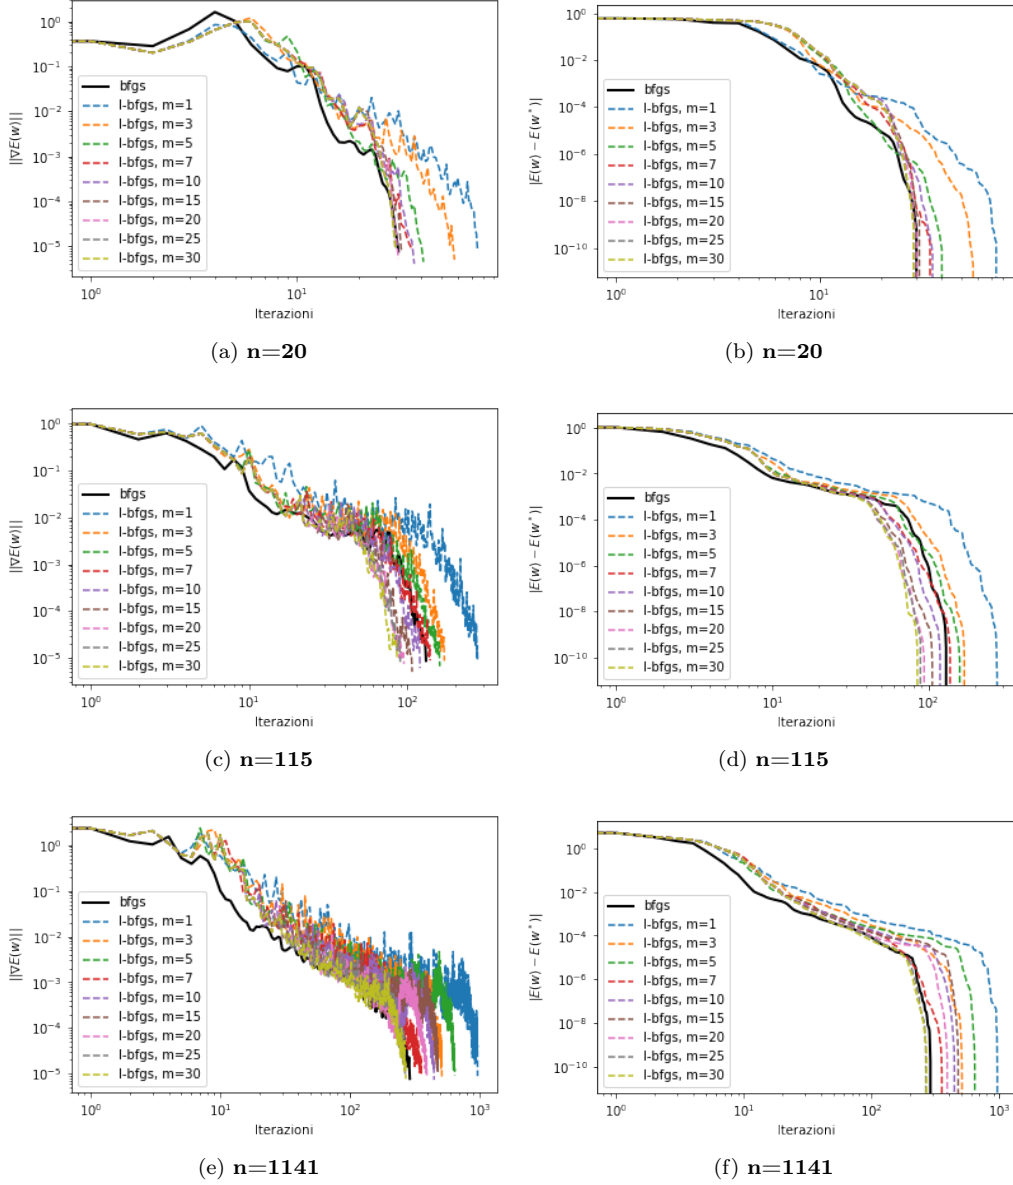 10⁰
10⁻¹
10⁻²
10⁻³
10⁻⁴
10⁻⁵
||∇E(w)||
bfgs
l-bfgs, m=1
l-bfgs, m=3
l-bfgs, m=5
l-bfgs, m=7
l-bfgs, m=10
l-bfgs, m=15
l-bfgs, m=20
l-bfgs, m=25
l-bfgs, m=30
10⁰ 10¹
Iterazioni
(a) n=20
10⁰
10⁻²
10⁻⁴
10⁻⁶
10⁻⁸
10⁻¹⁰
|E(w) − E(w*)|
bfgs
l-bfgs, m=1
l-bfgs, m=3
l-bfgs, m=5
l-bfgs, m=7
l-bfgs, m=10
l-bfgs, m=15
l-bfgs, m=20
l-bfgs, m=25
l-bfgs, m=30
10⁰ 10¹
Iterazioni
(b) n=20
10⁰
10⁻¹
10⁻²
10⁻³
10⁻⁴
10⁻⁵
||∇E(w)||
bfgs
l-bfgs, m=1
l-bfgs, m=3
l-bfgs, m=5
l-bfgs, m=7
l-bfgs, m=10
l-bfgs, m=15
l-bfgs, m=20
l-bfgs, m=25
l-bfgs, m=30
10⁰ 10¹ 10²
Iterazioni
(c) n=115
10⁰
10⁻²
10⁻⁴
10⁻⁶
10⁻⁸
10⁻¹⁰
|E(w) − E(w*)|
bfgs
l-bfgs, m=1
l-bfgs, m=3
l-bfgs, m=5
l-bfgs, m=7
l-bfgs, m=10
l-bfgs, m=15
l-bfgs, m=20
l-bfgs, m=25
l-bfgs, m=30
10⁰ 10¹ 10²
Iterazioni
(d) n=115
10⁰
10⁻¹
10⁻²
10⁻³
10⁻⁴
10⁻⁵
||∇E(w)||
bfgs
l-bfgs, m=1
l-bfgs, m=3
l-bfgs, m=5
l-bfgs, m=7
l-bfgs, m=10
l-bfgs, m=15
l-bfgs, m=20
l-bfgs, m=25
l-bfgs, m=30
10⁰ 10¹ 10² 10³
Iterazioni
(e) n=1141
10⁰
10⁻²
10⁻⁴
10⁻⁶
10⁻⁸
10⁻¹⁰
|E(w) − E(w*)|
bfgs
l-bfgs, m=1
l-bfgs, m=3
l-bfgs, m=5
l-bfgs, m=7
l-bfgs, m=10
l-bfgs, m=15
l-bfgs, m=20
l-bfgs, m=25
l-bfgs, m=30
10⁰ 10¹ 10² 10³
Iterazioni
(f) n=1141